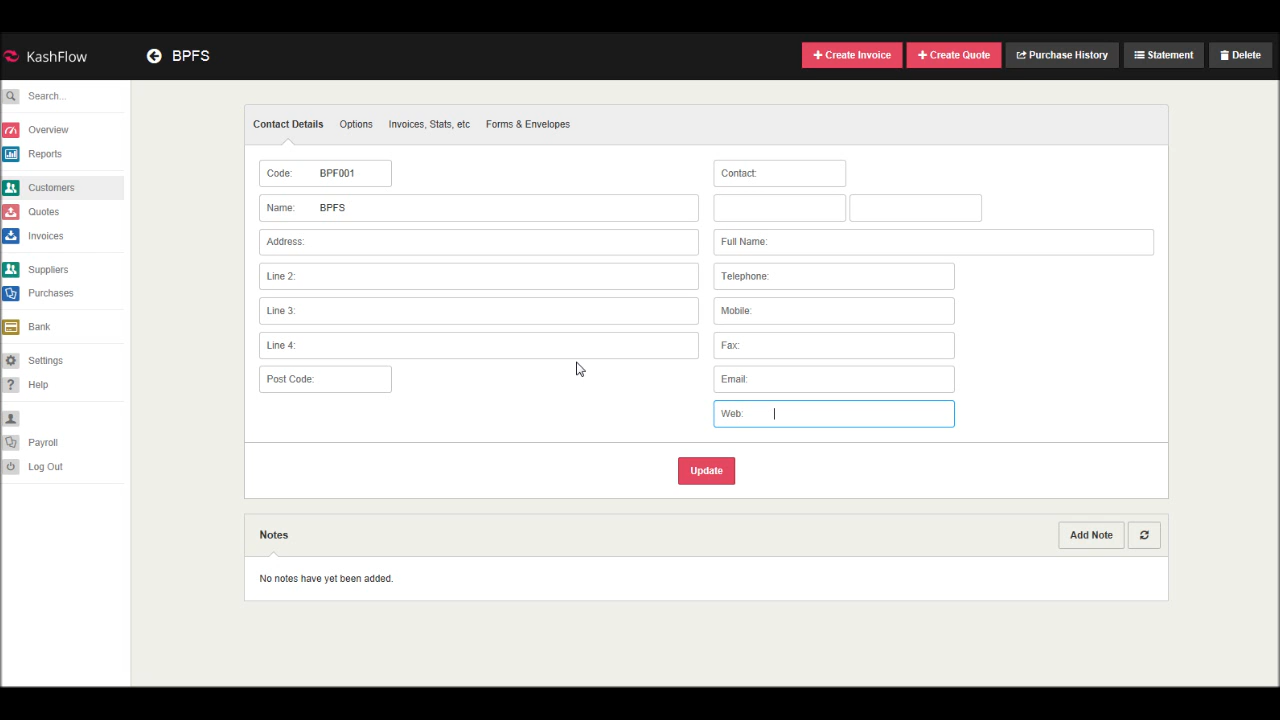 KashFlow
BPFS
Create Invoice
Create Quote
Purchase History
Statement
Delete
Search...
Overview
Reports
Customers
Quotes
Invoices
Suppliers
Purchases
Bank
Settings
? Help
Payroll
Log Out
Contact Details Options Invoices, Stats, etc Forms & Envelopes
Code: BPF001
Name: BPFS
Address:
Line 2:
Line 3:
Line 4:
Post Code:
Contact:
Full Name:
Telephone:
Mobile:
Fax:
Email:
Web:
Update
Notes
Add Note
No notes have yet been added.